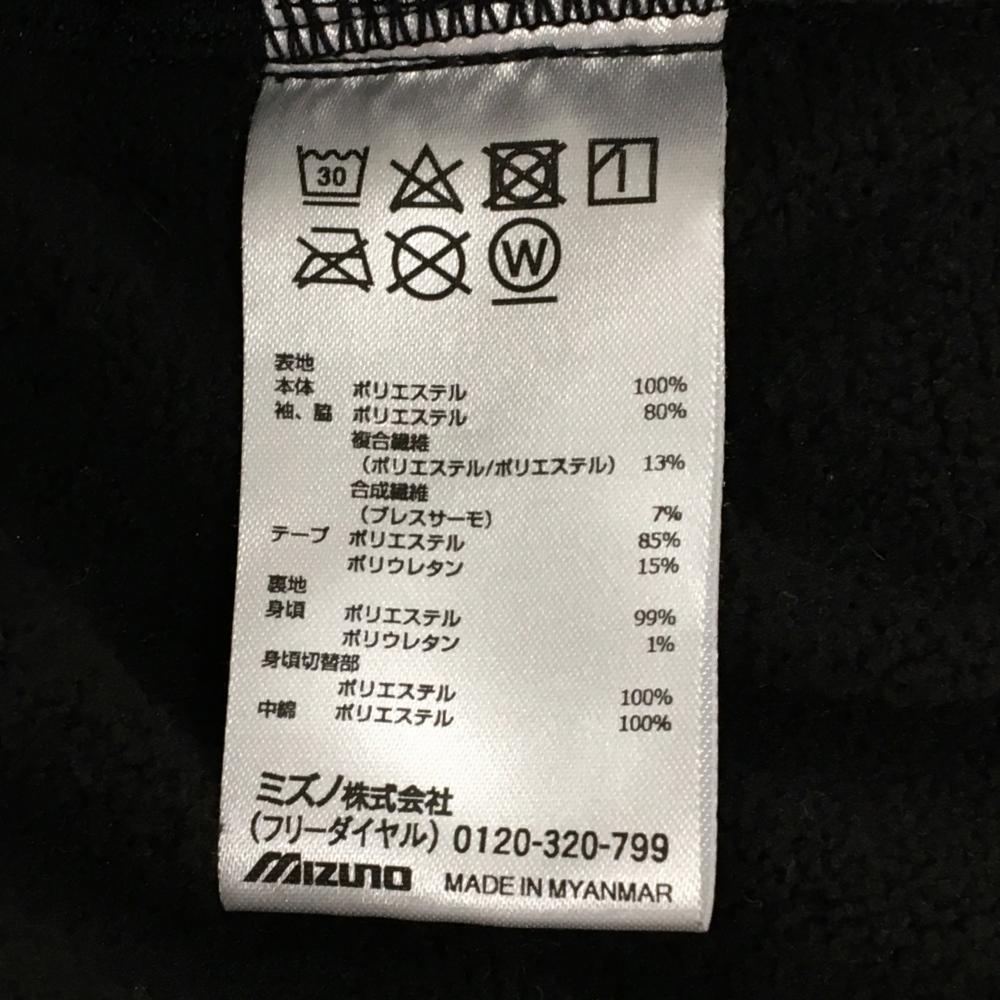 30
W
表地
本体 ポリエステル 100%
袖、脇 ポリエステル 80%
複合繊維
(ポリエステル/ポリエステル) 13%
合成繊維
(ブレスサーモ) 7%
テープ ポリエステル 85%
ポリウレタン 15%
裏地
身頃 ポリエステル 99%
ポリウレタン 1%
身頃切替部
ポリエステル 100%
中綿 ポリエステル 100%
ミズノ株式会社
(フリーダイヤル) 0120-320-799
MIZUNO MADE IN MYANMAR